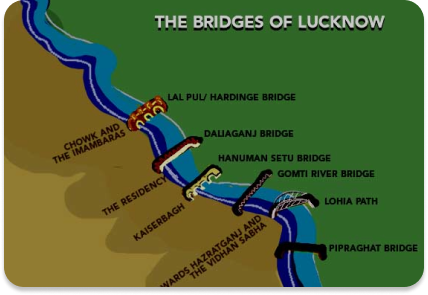 THE BRIDGES OF LUCKNOW
LAL PUL/ HARDINGE BRIDGE
CHOWK AND
THE IMAMBARAS
DALIAGANJ BRIDGE
HANUMAN SETU BRIDGE
GOMTI RIVER BRIDGE
THE RESIDENCY
LOHIA PATH
KAISERBAGH
PIPRAGHAT BRIDGE
WARDS HAZRATGANJ AND
THE VIDHAN SABHA